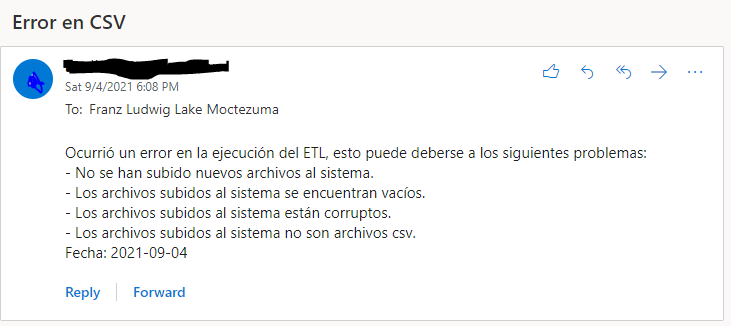 Error en CSV
Sat 9/4/2021 6:08 PM
To: Franz Ludwig Lake Moctezuma
Ocurrió un error en la ejecución del ETL, esto puede deberse a los siguientes problemas:
- No se han subido nuevos archivos al sistema.
- Los archivos subidos al sistema se encuentran vacíos.
- Los archivos subidos al sistema están corruptos.
- Los archivos subidos al sistema no son archivos csv.
Fecha: 2021-09-04
Reply Forward